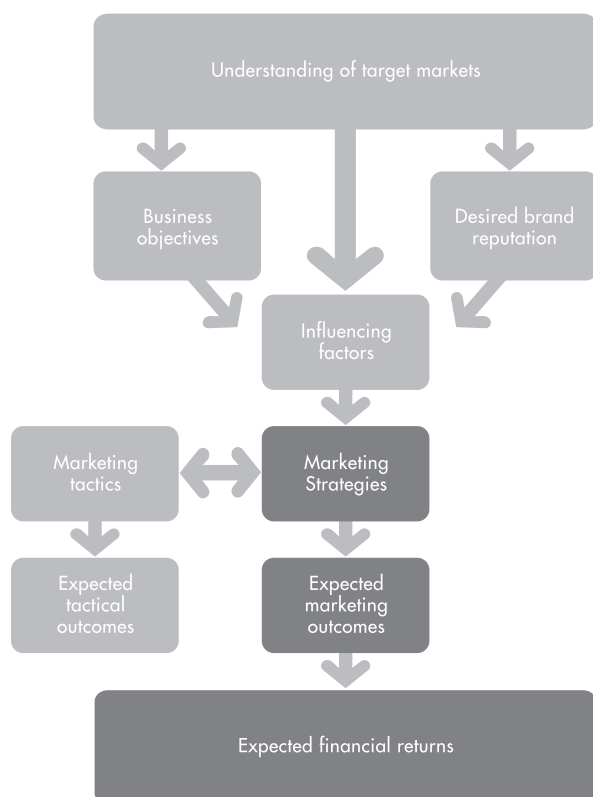 Understanding of target markets
Business
objectives
Desired brand
reputation
Influencing
factors
Marketing
tactics
Marketing
Strategies
Expected
tactical
outcomes
Expected
marketing
outcomes
Expected financial returns